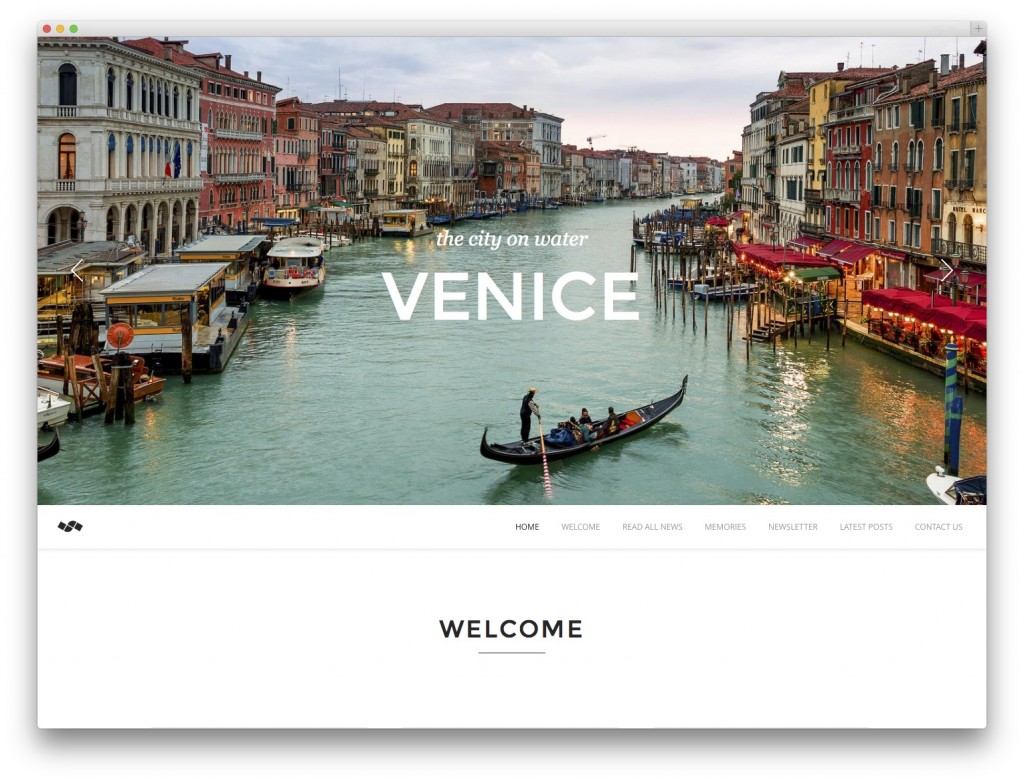 the city on water
VENICE
HOME WELCOME READ ALL NEWS MEMORIES NEWSLETTER LATEST POSTS CONTACT US
WELCOME